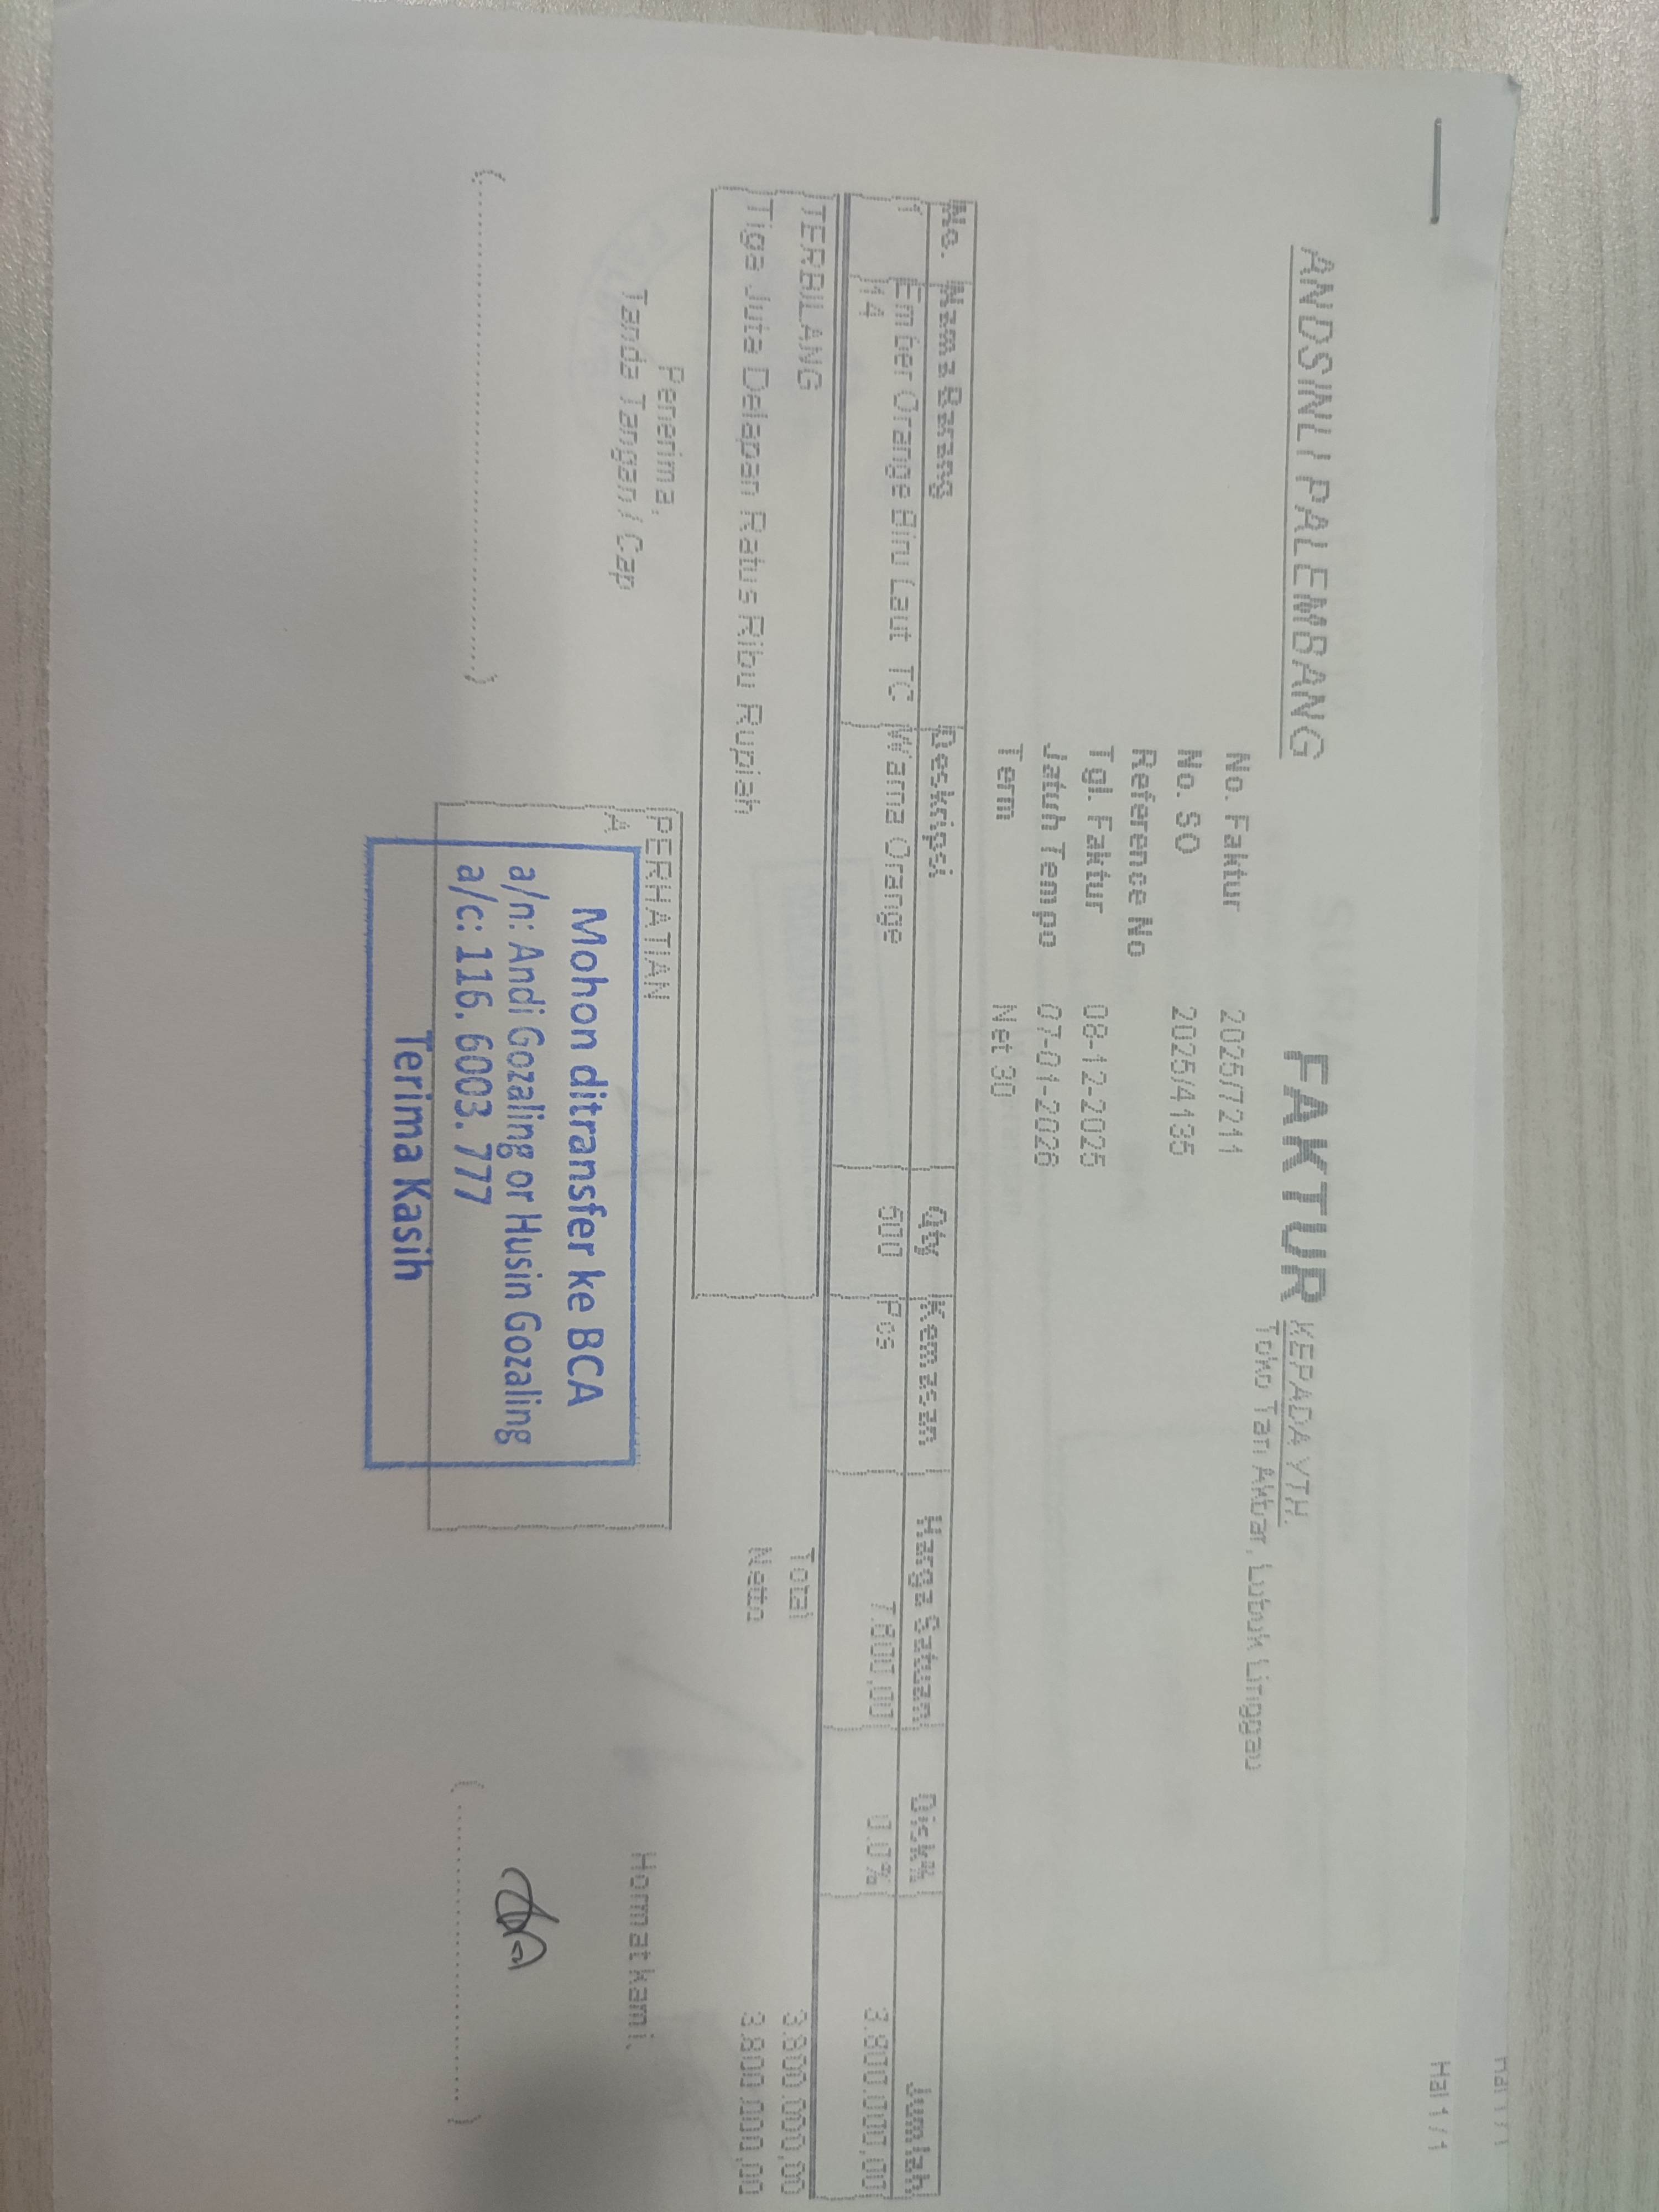 Hal 1 / 1
ANDSINLI PALEMBANG
FAKTUR
KEPADA YTH.
Toko Tari Akbar, Lubuk Linggau
No. Faktur 2025/7211
No. SO 2025/4135
Reference No
Tgl. Faktur 08-12-2025
Jatuh Tempo 07-01-2026
Term Net 30
No. Nama Barang Deskripsi Qty Kemasan Harga Satuan Disk% Jumlah
1 Ember Orange Biru Laut TC Warna Orange 500 Pcs 7.600,00 0.0% 3.800.000,00
14
TERBILANG
Tiga Juta Delapan Ratus Ribu Rupiah
Total 3.800.000,00
Netto 3.800.000,00
Penerima,
Tanda Tangan / Cap
PERHATIAN
A
Mohon ditransfer ke BCA
a/n: Andi Gozaling or Husin Gozaling
a/c: 116. 6003. 777
Terima Kasih
Hormat kami,